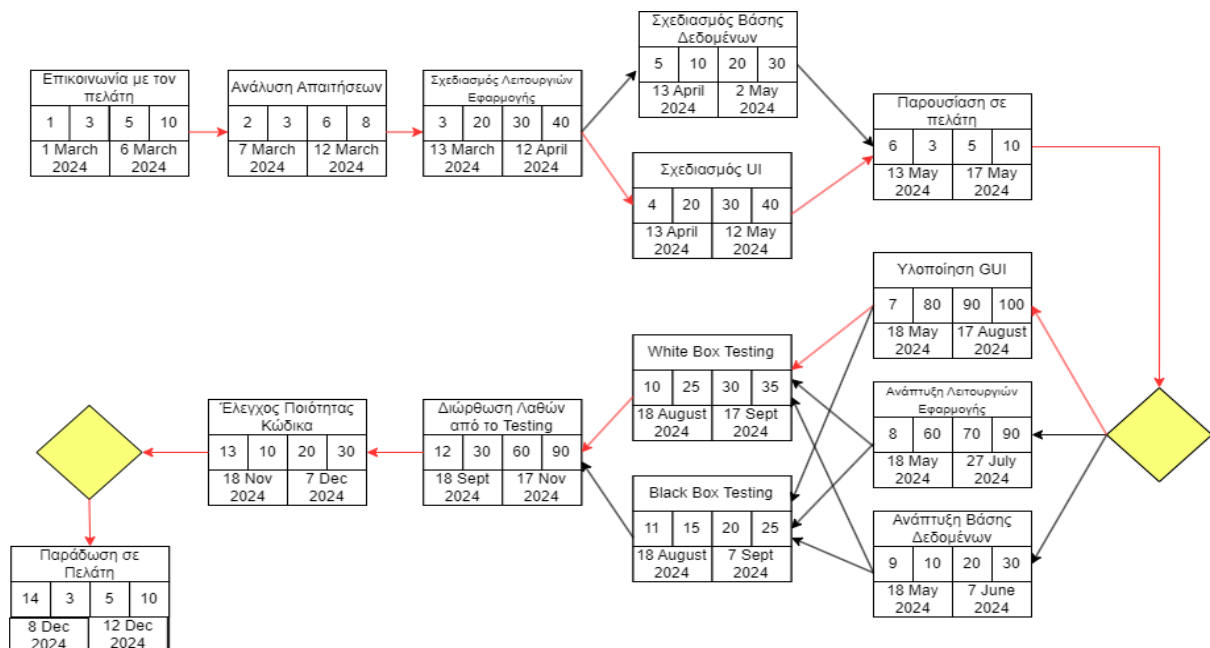 Επικοινωνία με τον
πελάτη
1 3 5 10
1 March
2024
6 March
2024
Ανάλυση Απαιτήσεων
2 3 6 8
7 March
2024
12 March
2024
Σχεδιασμός Λειτουργιών
Εφαρμογής
3 20 30 40
13 March
2024
12 April
2024
Σχεδιασμός Βάσης
Δεδομένων
5 10 20 30
13 April
2024
2 May
2024
Σχεδιασμός UI
4 20 30 40
13 April
2024
12 May
2024
Παρουσίαση σε
πελάτη
6 3 5 10
13 May
2024
17 May
2024
Υλοποίηση GUI
7 80 90 100
18 May
2024
17 August
2024
Ανάπτυξη Λειτουργιών
Εφαρμογής
8 60 70 90
18 May
2024
27 July
2024
Ανάπτυξη Βάσης
Δεδομένων
9 10 20 30
18 May
2024
7 June
2024
White Box Testing
10 25 30 35
18 August
2024
17 Sept
2024
Black Box Testing
11 15 20 25
18 August
2024
7 Sept
2024
Διώρθωση Λαθών
από το Testing
12 30 60 90
18 Sept
2024
17 Nov
2024
Έλεγχος Ποιότητας
Κώδικα
13 10 20 30
18 Nov
2024
7 Dec
2024
Παράδωση σε
Πελάτη
14 3 5 10
8 Dec
2024
12 Dec
2024